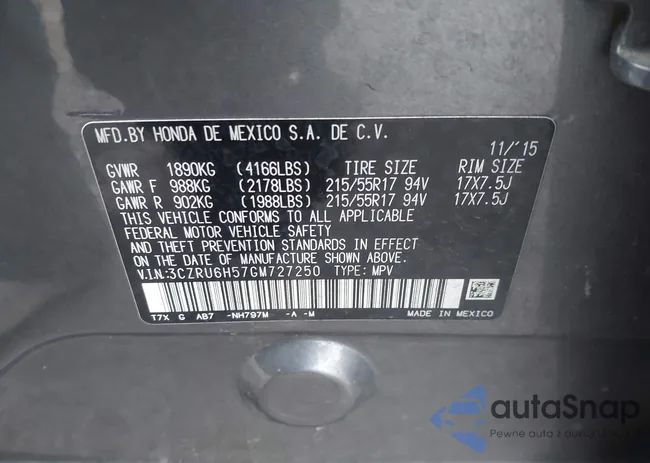 MFD.BY HONDA DE MEXICO S.A. DE C.V. 11/'15
GVWR 1890KG (4166LBS) TIRE SIZE RIM SIZE
GAWR F 988KG (2178LBS) 215/55R17 94V 17X7.5J
GAWR R 902KG (1988LBS) 215/55R17 94V 17X7.5J
THIS VEHICLE CONFORMS TO ALL APPLICABLE
FEDERAL MOTOR VEHICLE SAFETY
AND THEFT PREVENTION STANDARDS IN EFFECT
ON THE DATE OF MANUFACTURE SHOWN ABOVE.
V.I.N:3CZRU6H57GM727250 TYPE: MPV
T7X G AB7 -NH797M -A -M MADE IN MEXICO
autaSnap
Pewne auta z aukcji